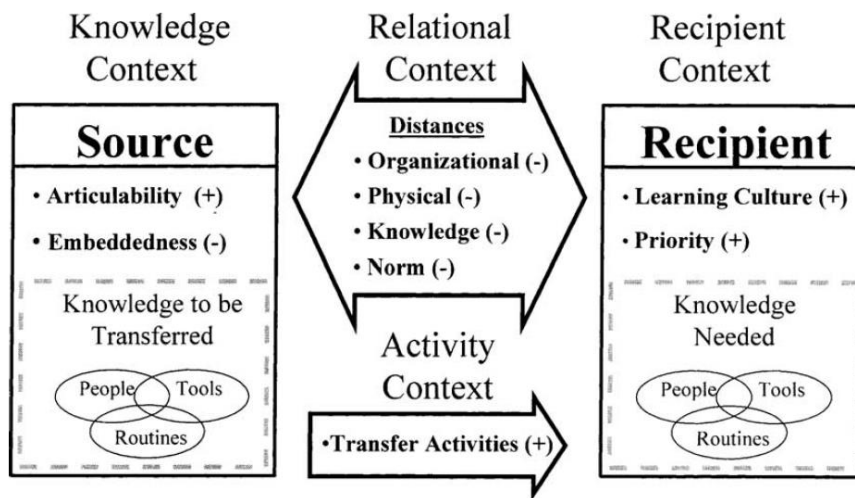 Knowledge
Context
Source
• Articulability (+)
• Embeddedness (-)
Knowledge to be
Transferred
People
Tools
Routines
Relational
Context
Distances
• Organizational (-)
• Physical (-)
• Knowledge (-)
• Norm (-)
Activity
Context
•Transfer Activities (+)
Recipient
Context
Recipient
• Learning Culture (+)
• Priority (+)
Knowledge
Needed
People
Tools
Routines